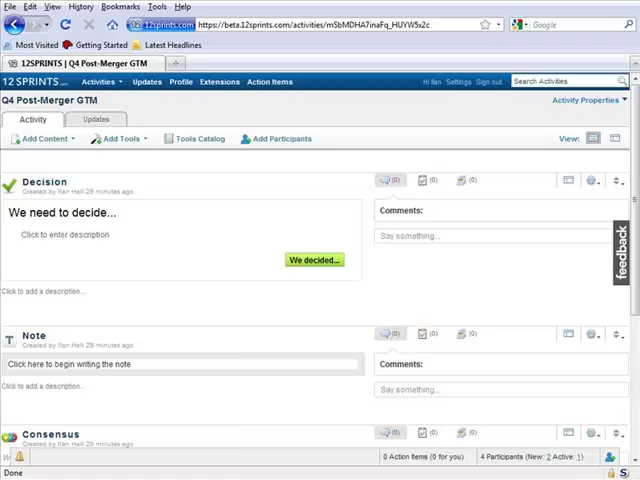 File Edit View History Bookmarks Tools Help
12sprints.com https://beta.12sprints.com/activities/mSbMDHA7inaFq_HUYW5x2c
Google
Most Visited Getting Started Latest Headlines
12SPRINTS | Q4 Post-Merger GTM
12SPRINTS Activities Updates Profile Extensions Action Items Hi Ilan Settings Sign out Search Activities
Q4 Post-Merger GTM Activity Properties
Activity Updates
Add Content Add Tools Tools Catalog Add Participants View:
Decision (0) (0) (0)
Created by Ilan Hall 29 minutes ago
We need to decide... Comments:
Click to enter description Say something...
We decided...
feedback
Click to add a description...
Note (0) (0) (0)
Created by Ilan Hall 29 minutes ago
Click here to begin writing the note Comments:
Click to add a description... Say something...
Consensus (0) (0) (0)
Created by Ilan Hall 29 minutes ago
0 Action Items (0 for you) 4 Participants (New: 2 Active: 1)
Done